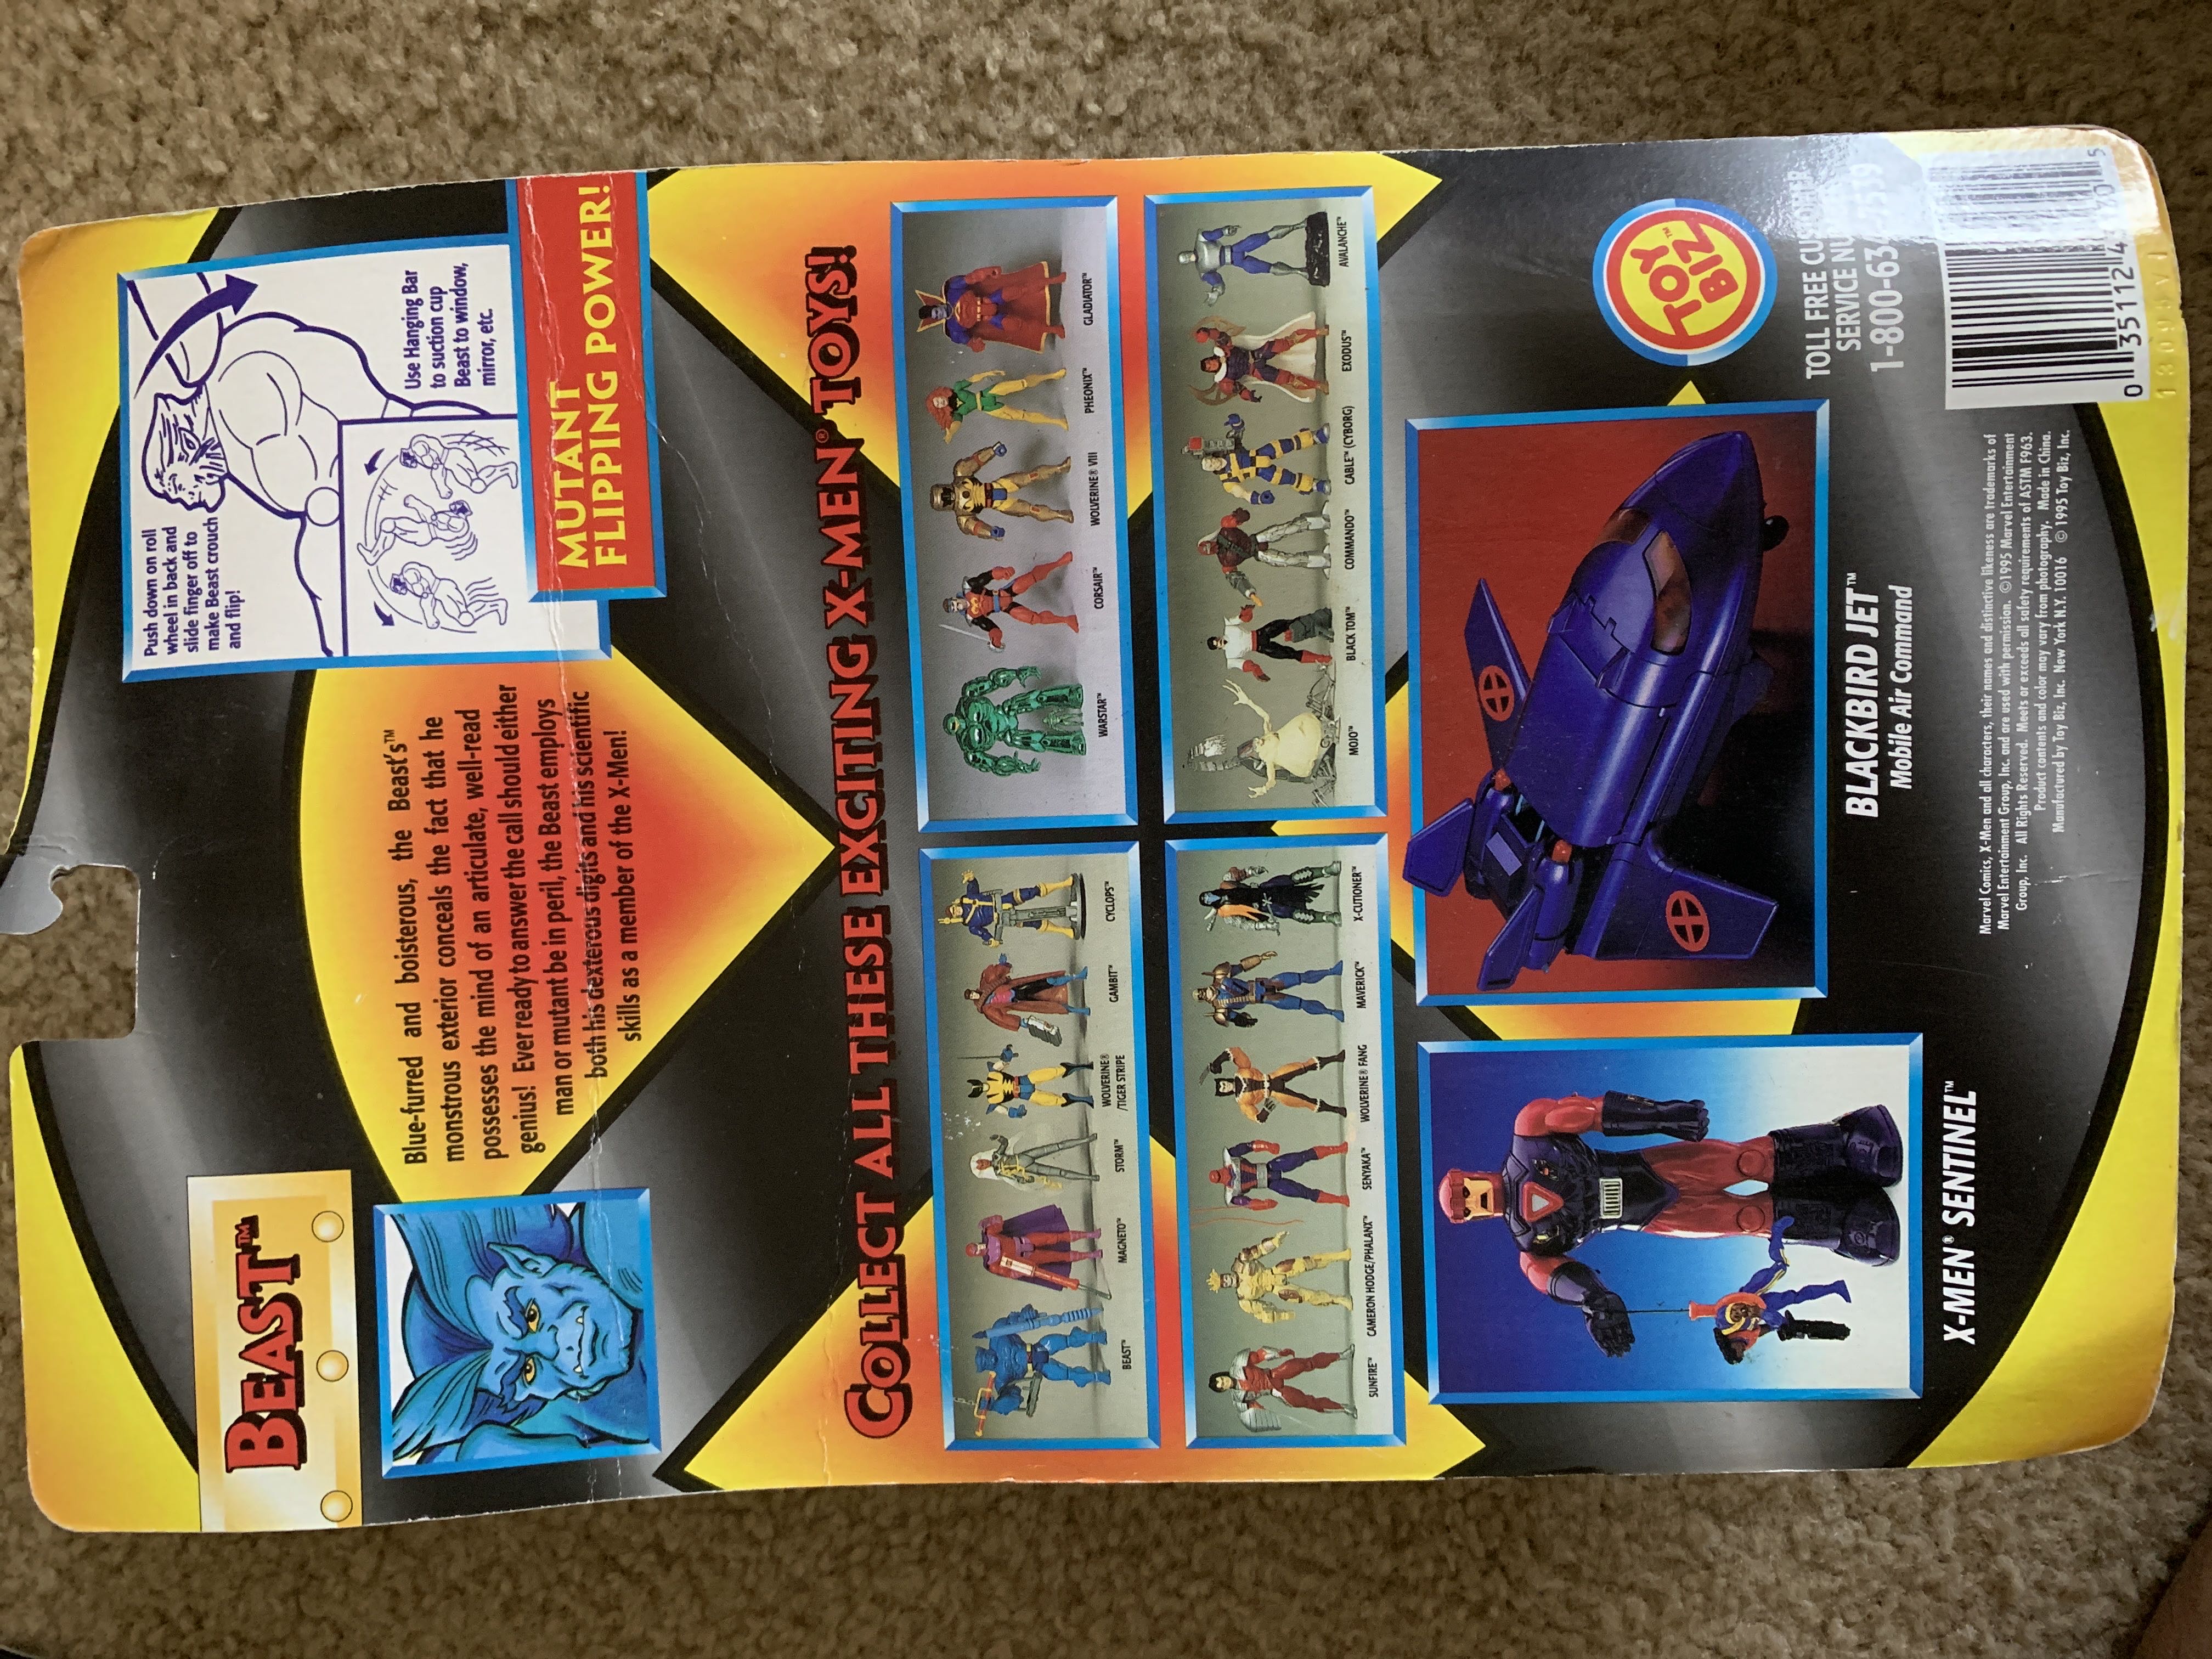 BEAST™
Blue-furred and boisterous, the Beast's™
monstrous exterior conceals the fact that he
possesses the mind of an articulate, well-read
genius! Ever ready to answer the call should either
man or mutant be in peril, the Beast employs
both his dexterous digits and his scientific
skills as a member of the X-Men!
Push down on roll
wheel in back and
slide finger off to
make Beast crouch
and flip!
Use Hanging Bar
to suction cup
Beast to window,
mirror, etc.
MUTANT
FLIPPING POWER!
COLLECT ALL THESE EXCITING X-MEN® TOYS!
BEAST™
MAGNETO™
STORM™
WOLVERINE®
/TIGER STRIPE
GAMBIT™
CYCLOPS™
WARSTAR™
CORSAIR™
WOLVERINE® VIII
PHEONIX™
GLADIATOR™
SUNFIRE™
CAMERON HODGE/PHALANX™
SENYAKA™
WOLVERINE® FANG
MAVERICK™
X-CUTIONER™
MOJO™
BLACK TOM™
COMMANDO™
CABLE™ (CYBORG)
EXODUS™
AVALANCHE™
X-MEN® SENTINEL™
BLACKBIRD JET™
Mobile Air Command
TOY
BIZ™
TOLL FREE
SERVICE
1-800-63
Marvel Comics, X-Men and all characters, their names and distinctive likeness are trademarks of
Marvel Entertainment Group, Inc. and are used with permission. ©1995 Marvel Entertainment
Group, Inc. All Rights Reserved. Meets or exceeds all safety requirements of ASTM F963.
Product contents and color may vary from photography. Made in China.
Manufactured by Toy Biz, Inc. New York N.Y. 10016 © 1995 Toy Biz, Inc.
0 35112 5